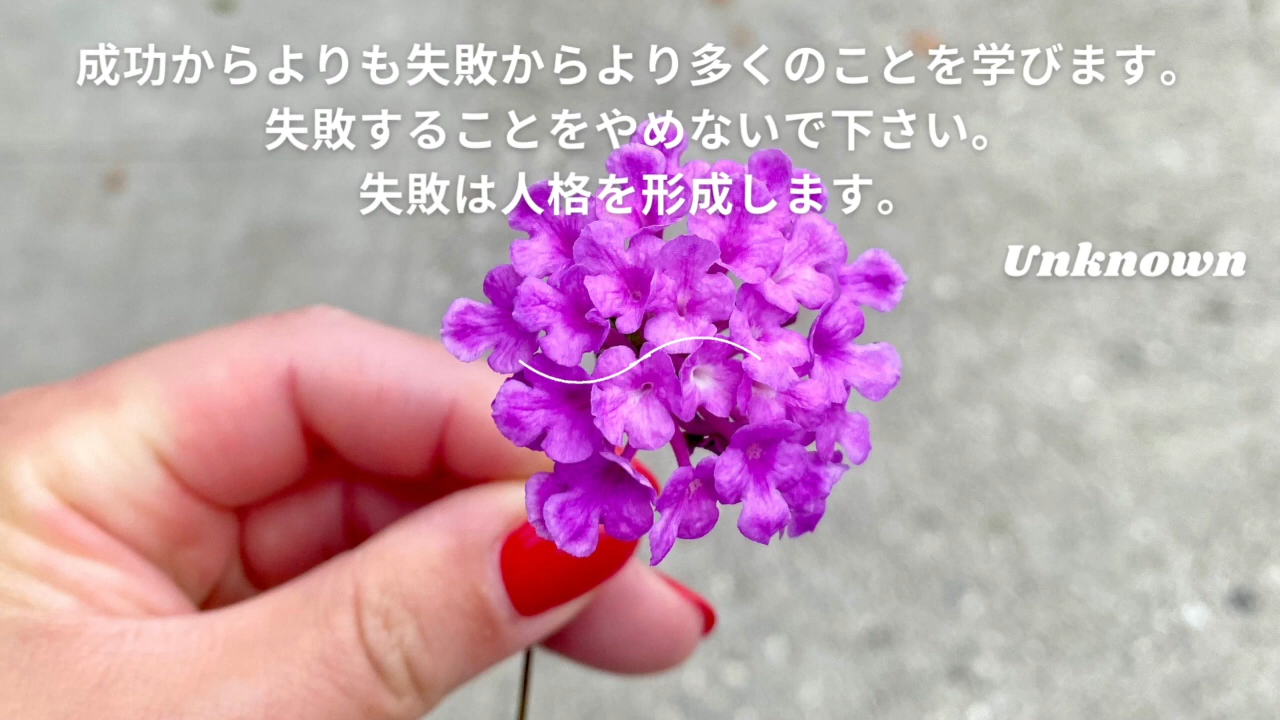 成功からよりも失敗からより多くのことを学びます。
失敗することをやめないで下さい。
失敗は人格を形成します。
Unknown